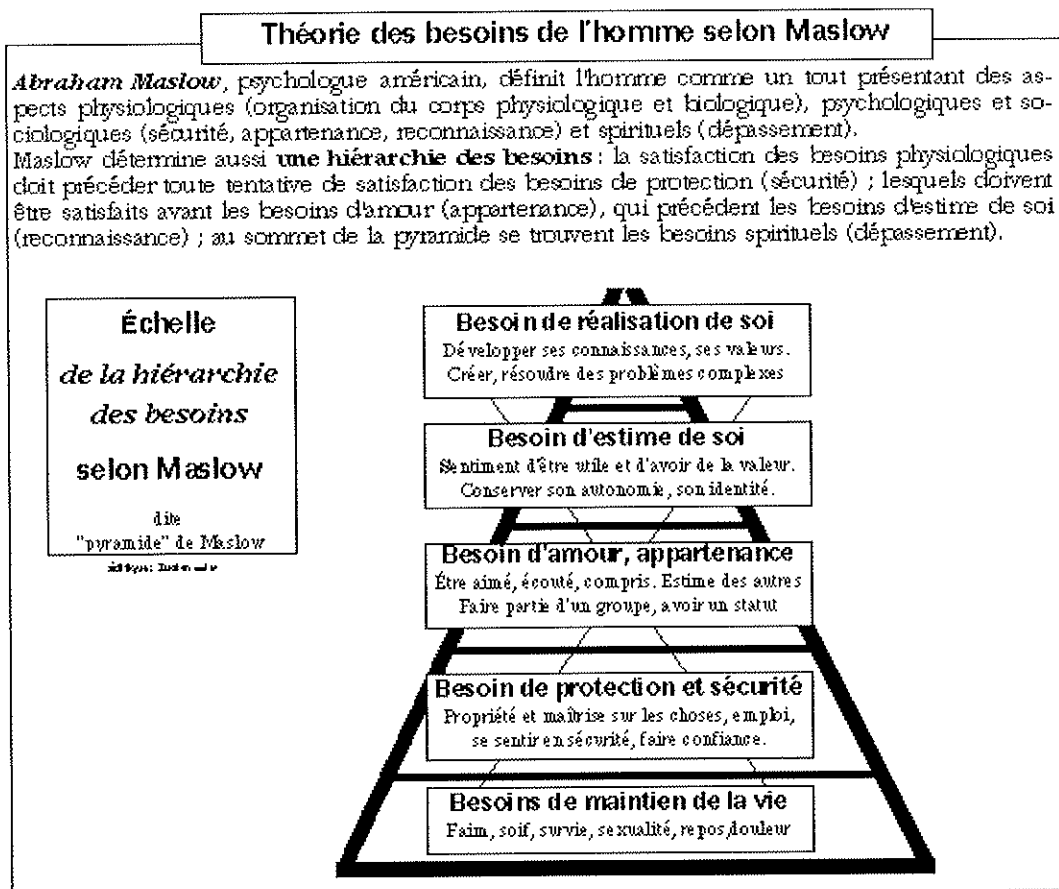 Théorie des besoins de l'homme selon Maslow
Abraham Maslow, psychologue américain, définit l'homme comme un tout présentant des as-
pects physiologiques (organisation du corps physiologique et biologique), psychologiques et so-
ciologiques (sécurité, appartenance, reconnaissance) et spirituels (dépassement).
Maslow détermine aussi une hiérarchie des besoins : la satisfaction des besoins physiologiques
doit précéder toute tentative de satisfaction des besoins de protection (sécurité) ; lesquels doivent
être satisfaits avant les besoins d'amour (appartenance), qui précédent les besoins d'estime de soi
(reconnaissance) ; au sommet de la pyramide se trouvent les besoins spirituels (dépassement).
Échelle
de la hiérarchie
des besoins
selon Maslow
dite
"pyramide" de Maslow
Besoin de réalisation de soi
Développer ses connaissances, ses valeurs.
Créer, résoudre des problèmes complexes
Besoin d'estime de soi
Sentiment d'être utile et d'avoir de la valeur.
Conserver son autonomie, son identité.
Besoin d'amour, appartenance
Être aimé, écouté, compris. Estime des autres
Faire partie d'un groupe, avoir un statut
Besoin de protection et sécurité
Propriété et maîtrise sur les choses, emploi,
se sentir en sécurité, faire confiance.
Besoins de maintien de la vie
Faim, soif, survie, sexualité, repos, douleur